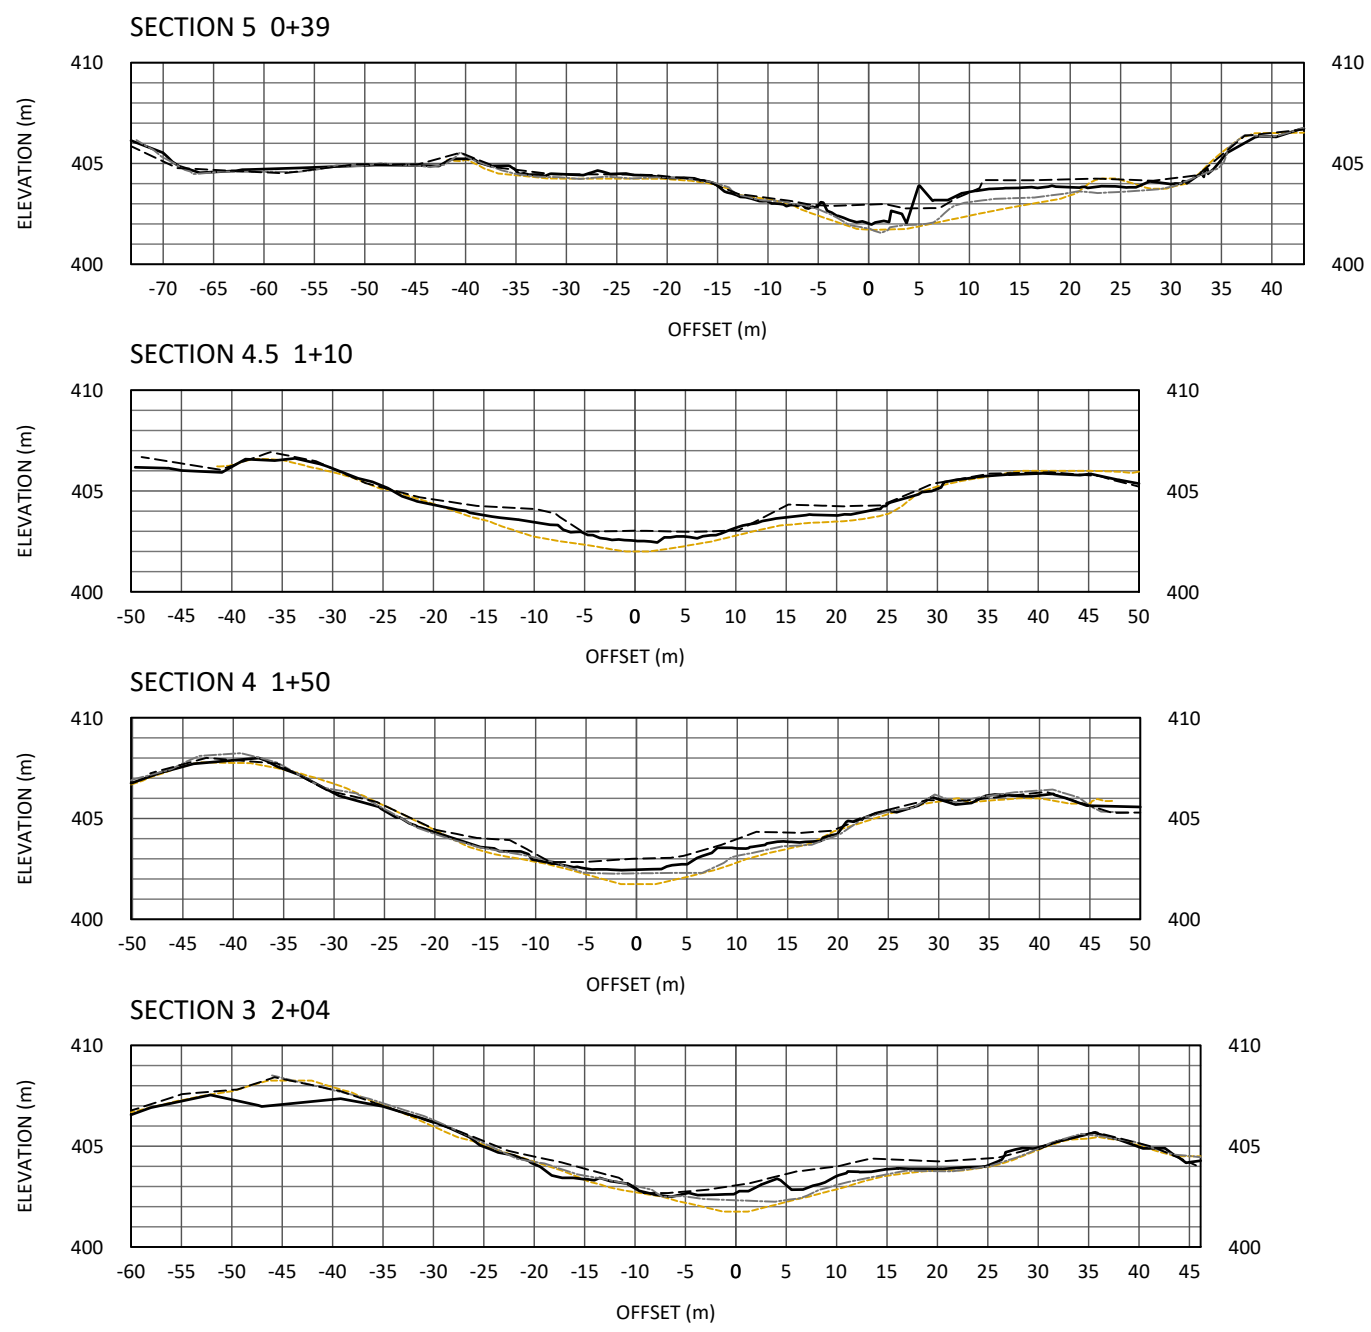 SECTION 5 0+39
410 410
405 405
400 400
ELEVATION (m)
-70 -65 -60 -55 -50 -45 -40 -35 -30 -25 -20 -15 -10 -5 0 5 10 15 20 25 30 35 40
OFFSET (m)
SECTION 4.5 1+10
410 410
405 405
400 400
ELEVATION (m)
-50 -45 -40 -35 -30 -25 -20 -15 -10 -5 0 5 10 15 20 25 30 35 40 45 50
OFFSET (m)
SECTION 4 1+50
410 410
405 405
400 400
ELEVATION (m)
-50 -45 -40 -35 -30 -25 -20 -15 -10 -5 0 5 10 15 20 25 30 35 40 45 50
OFFSET (m)
SECTION 3 2+04
410 410
405 405
400 400
ELEVATION (m)
-60 -55 -50 -45 -40 -35 -30 -25 -20 -15 -10 -5 0 5 10 15 20 25 30 35 40 45
OFFSET (m)